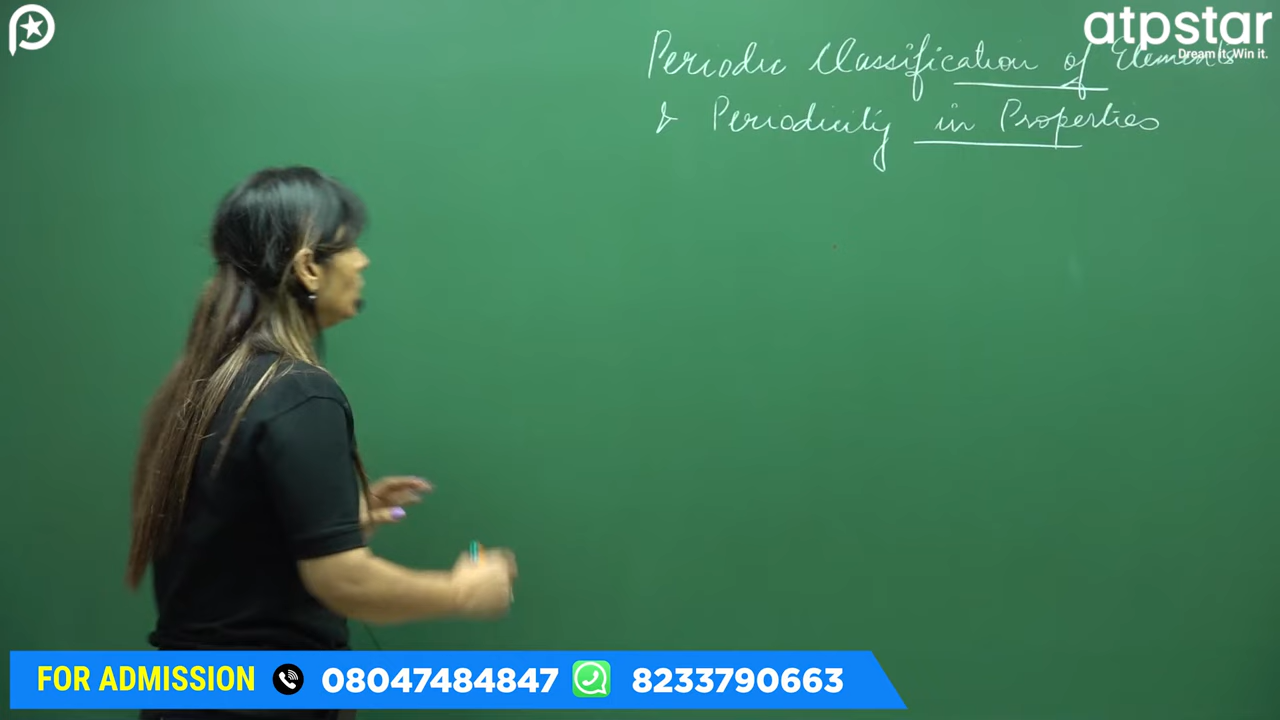 atpstar
Dream it. Win it.
Periodic Classification of Elements
& Periodicity in Properties
FOR ADMISSION 08047484847 8233790663